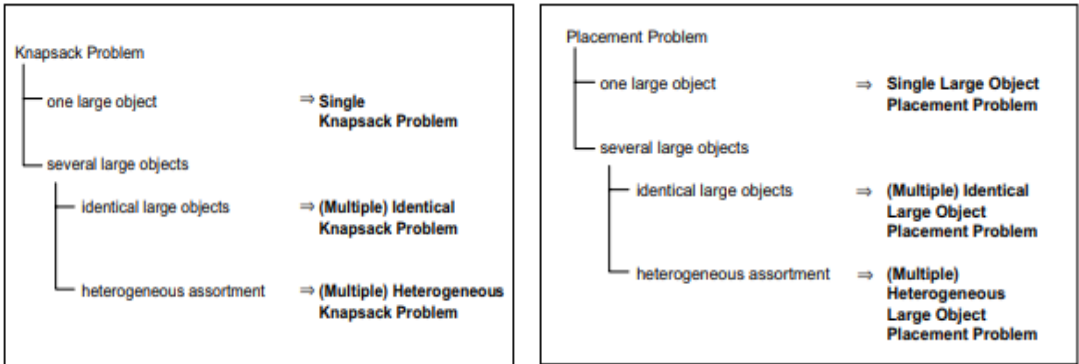 Knapsack Problem
one large object ⇒ Single
Knapsack Problem
several large objects
identical large objects ⇒ (Multiple) Identical
Knapsack Problem
heterogeneous assortment ⇒ (Multiple) Heterogeneous
Knapsack Problem
Placement Problem
one large object ⇒ Single Large Object
Placement Problem
several large objects
identical large objects ⇒ (Multiple) Identical
Large Object
Placement Problem
heterogeneous assortment ⇒ (Multiple)
Heterogeneous
Large Object
Placement Problem